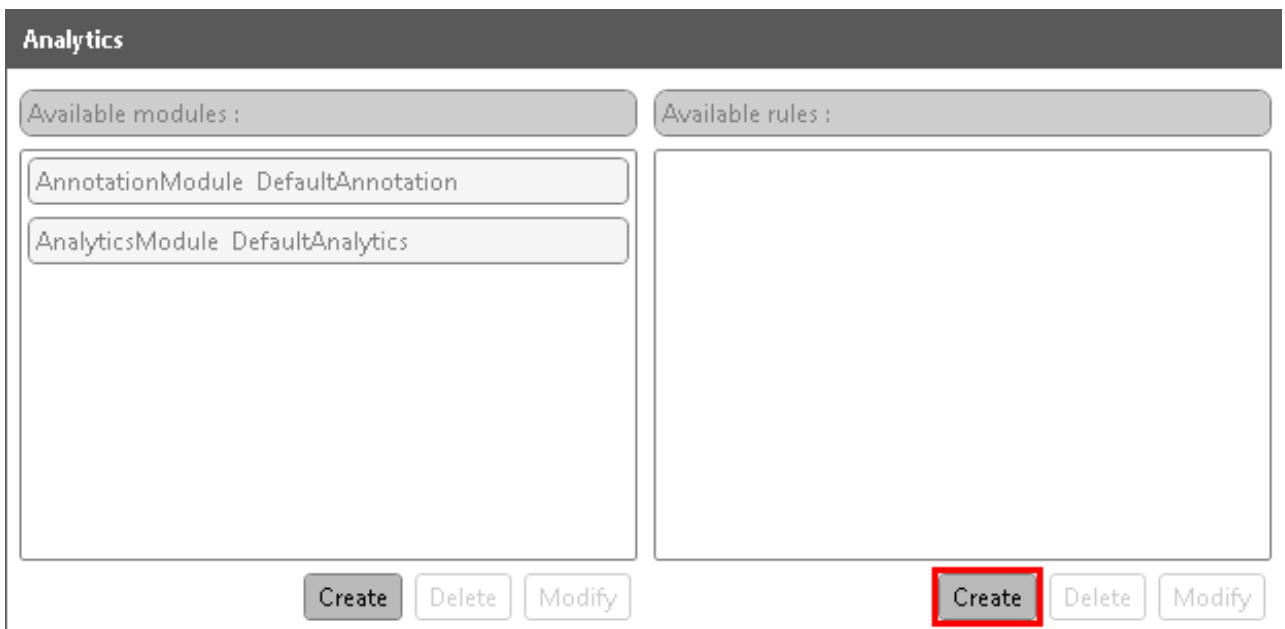 Analytics
Available modules :
Available rules :
AnnotationModule DefaultAnnotation
AnalyticsModule DefaultAnalytics
Create Delete Modify
Create Delete Modify